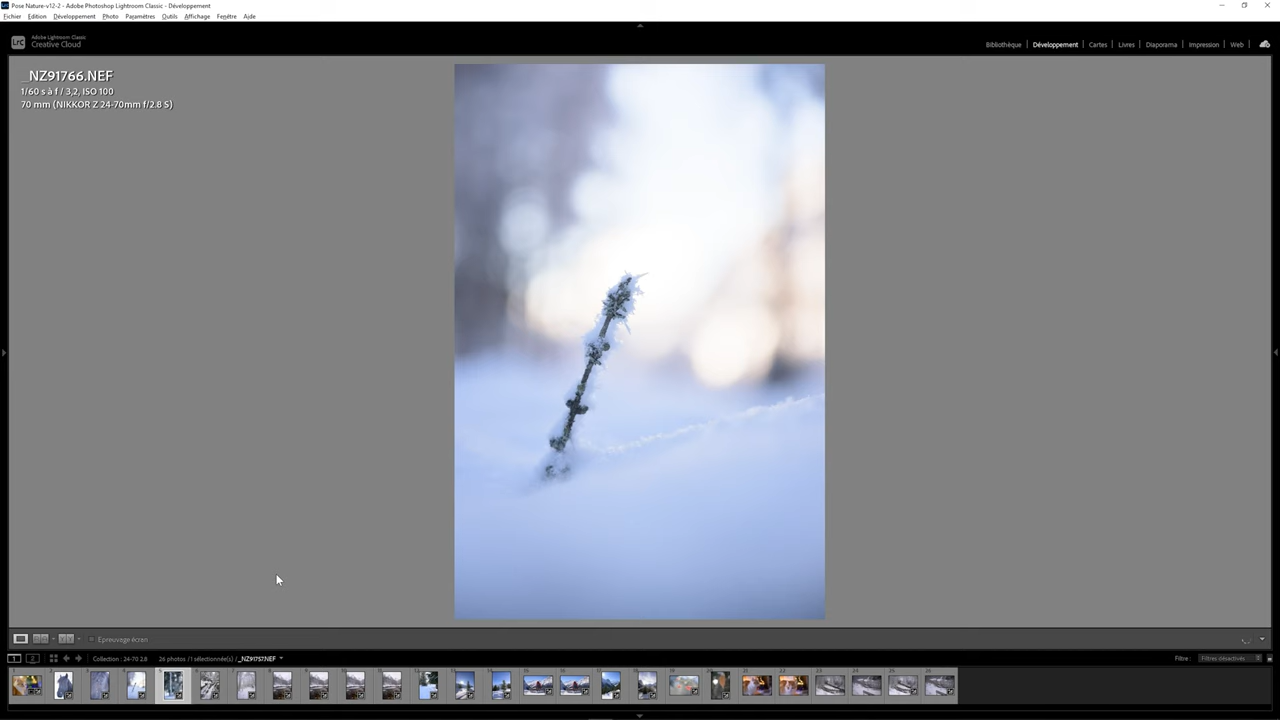 Pose Nature-v12-2 - Adobe Photoshop Lightroom Classic - Développement
Fichier Edition Développement Photo Paramètres Outils Affichage Fenêtre Aide
LrC Adobe Lightroom Classic
Creative Cloud
Bibliothèque | Développement | Cartes | Livres | Diaporama | Impression | Web
_NZ91766.NEF
1/60 s à f / 3,2, ISO 100
70 mm (NIKKOR Z 24-70mm f/2.8 S)
Epreuvage écran
1 2 Collection : 24-70 2.8 26 photos /1 sélectionnée(s) /_NZ91757.NEF Filtre : Filtres désactivés